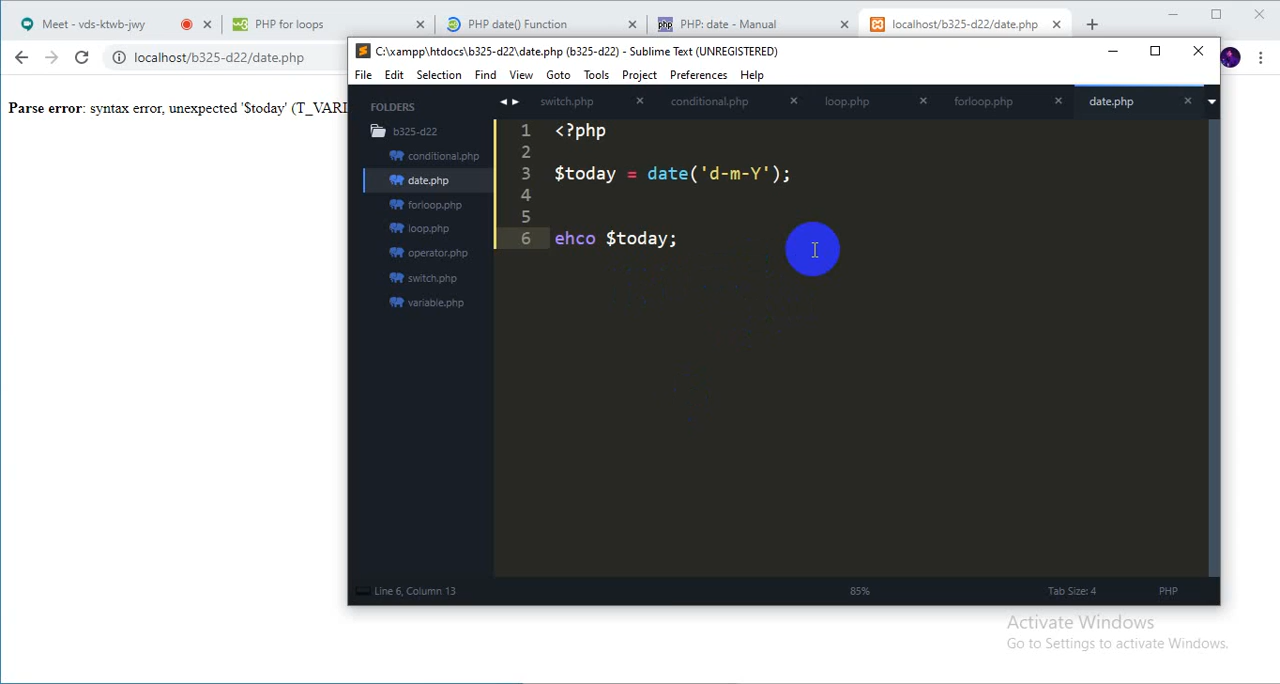 Meet - vds-ktwb-jwy
PHP for loops
PHP date() Function
PHP: date - Manual
localhost/b325-d22/date.php
localhost/b325-d22/date.php
C:\xampp\htdocs\b325-d22\date.php (b325-d22) - Sublime Text (UNREGISTERED)
File Edit Selection Find View Goto Tools Project Preferences Help
Parse error: syntax error, unexpected '$today' (T_VARI
FOLDERS
b325-d22
conditional.php
date.php
forloop.php
loop.php
operator.php
switch.php
variable.php
switch.php
conditional.php
loop.php
forloop.php
date.php
1 <?php
2
3 $today = date('d-m-Y');
4
5
6 ehco $today;
Line 6, Column 13
85%
Tab Size: 4
PHP
Activate Windows
Go to Settings to activate Windows.